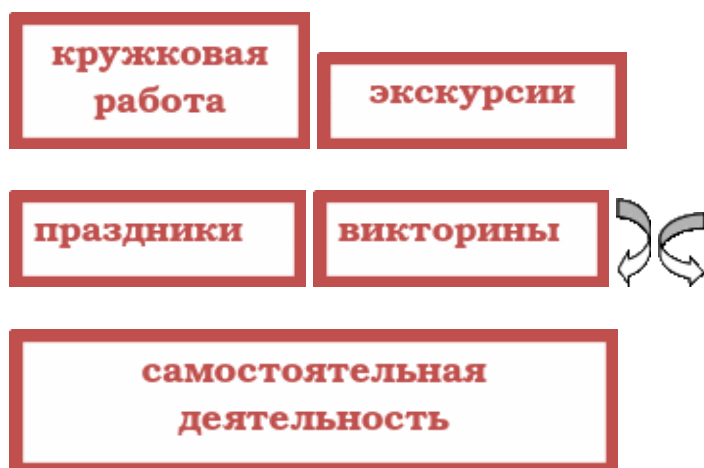 кружковая
работа
экскурсии
праздники
викторины
самостоятельная
деятельность